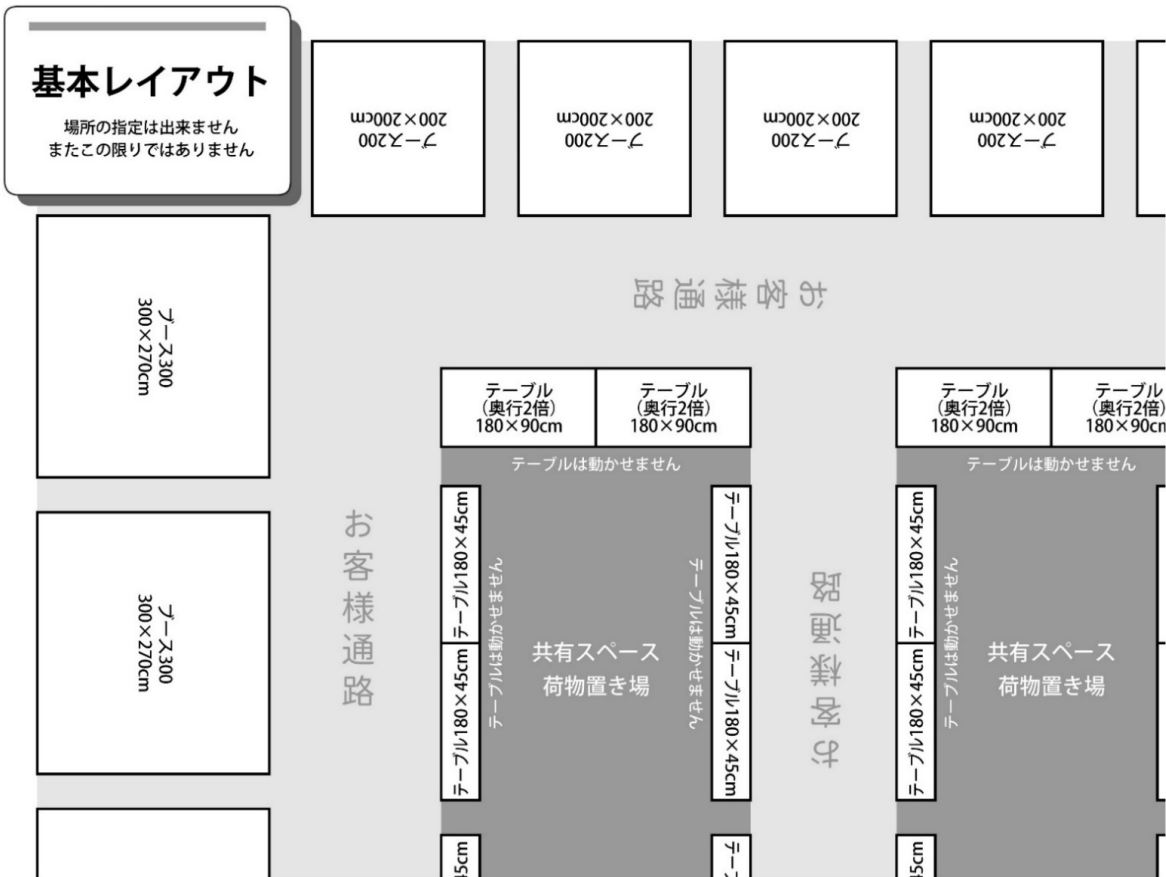 基本レイアウト
場所の指定は出来ません
またこの限りではありません
ブース200
200×200cm
ブース200
200×200cm
ブース200
200×200cm
ブース200
200×200cm
お客様通路
ブース300
300×270cm
ブース300
300×270cm
お客様通路
テーブル
(奥行2倍)
180×90cm
テーブル
(奥行2倍)
180×90cm
テーブルは動かせません
テーブル180×45cm
テーブル180×45cm
テーブルは動かせません
共有スペース
荷物置き場
テーブルは動かせません
テーブル180×45cm
テーブル180×45cm
45cm
テーブ
お客様通路
テーブル
(奥行2倍)
180×90cm
テーブル
(奥行2倍)
180×90cm
テーブルは動かせません
テーブル180×45cm
テーブル180×45cm
テーブルは動かせません
共有スペース
荷物置き場
45cm